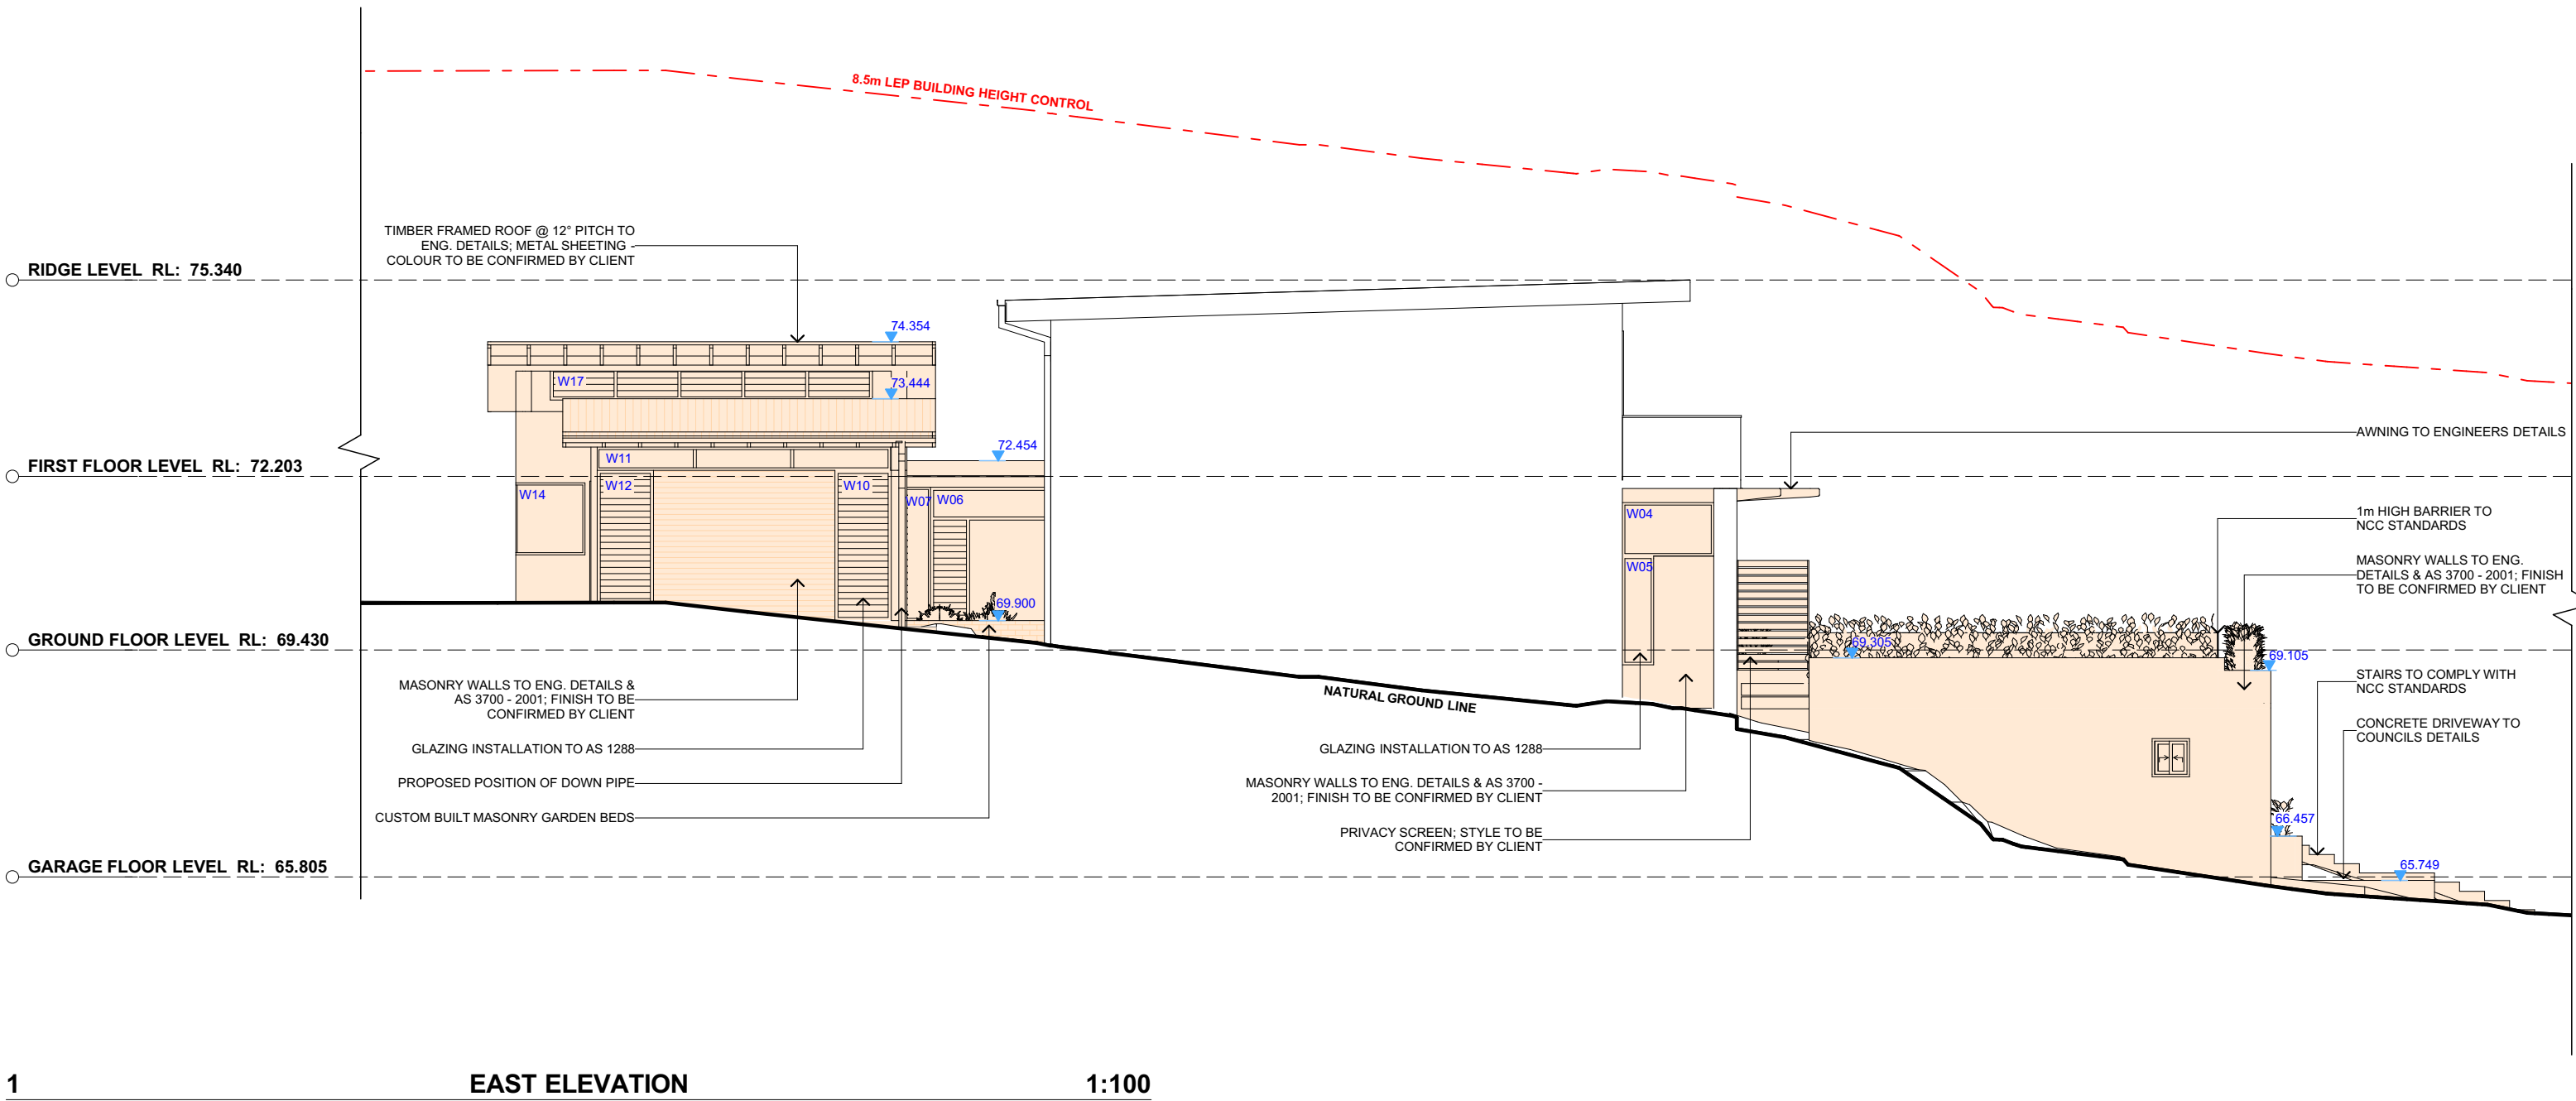 8.5m LEP BUILDING HEIGHT CONTROL
TIMBER FRAMED ROOF @ 12° PITCH TO
ENG. DETAILS; METAL SHEETING -
COLOUR TO BE CONFIRMED BY CLIENT
RIDGE LEVEL RL: 75.340
74.354
W17
73.444
AWNING TO ENGINEERS DETAILS
72.454
W11
FIRST FLOOR LEVEL RL: 72.203
W12
W10
W14
W07
W06
W04
1m HIGH BARRIER TO
NCC STANDARDS
W05
MASONRY WALLS TO ENG.
DETAILS & AS 3700 - 2001; FINISH
TO BE CONFIRMED BY CLIENT
69.900
GROUND FLOOR LEVEL RL: 69.430
69.305
69.105
MASONRY WALLS TO ENG. DETAILS &
AS 3700 - 2001; FINISH TO BE
CONFIRMED BY CLIENT
NATURAL GROUND LINE
STAIRS TO COMPLY WITH
NCC STANDARDS
GLAZING INSTALLATION TO AS 1288
GLAZING INSTALLATION TO AS 1288
CONCRETE DRIVEWAY TO
COUNCILS DETAILS
PROPOSED POSITION OF DOWN PIPE
MASONRY WALLS TO ENG. DETAILS & AS 3700 -
2001; FINISH TO BE CONFIRMED BY CLIENT
CUSTOM BUILT MASONRY GARDEN BEDS
66.457
PRIVACY SCREEN; STYLE TO BE
CONFIRMED BY CLIENT
GARAGE FLOOR LEVEL RL: 65.805
65.749
1 EAST ELEVATION 1:100